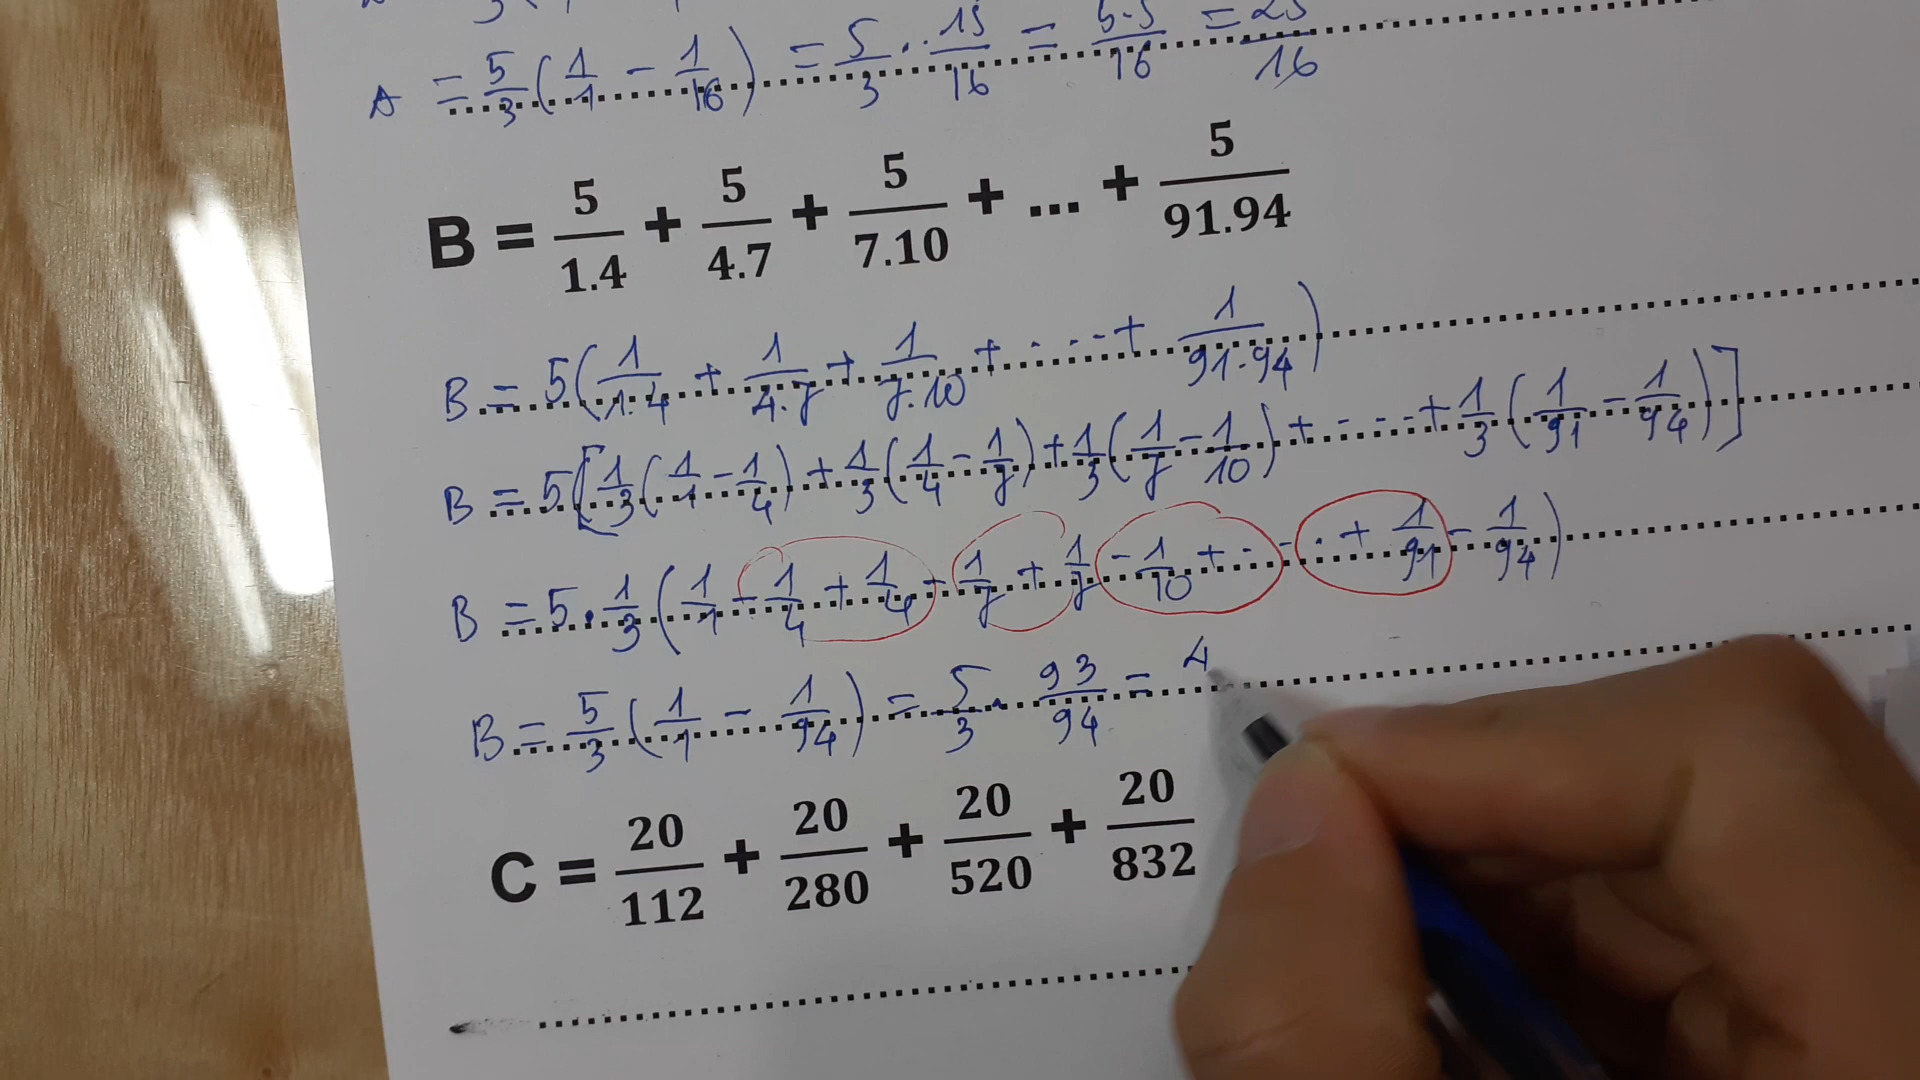 A = 5/3 (1/1 - 1/16) = 5/3 . 15/16 = 5.5/16 = 25/16
B = 5/1.4 + 5/4.7 + 5/7.10 + ... + 5/91.94
B = 5(1/1.4 + 1/4.7 + 1/7.10 + .... + 1/91.94)
B = 5[1/3(1/1 - 1/4) + 1/3(1/4 - 1/7) + 1/3(1/7 - 1/10) + .... + 1/3(1/91 - 1/94)]
B = 5 . 1/3 (1/1 - 1/4 + 1/4 - 1/7 + 1/7 - 1/10 + .... + 1/91 - 1/94)
B = 5/3 (1/1 - 1/94) = 5/3 . 93/94 = 4
C = 20/112 + 20/280 + 20/520 + 20/832